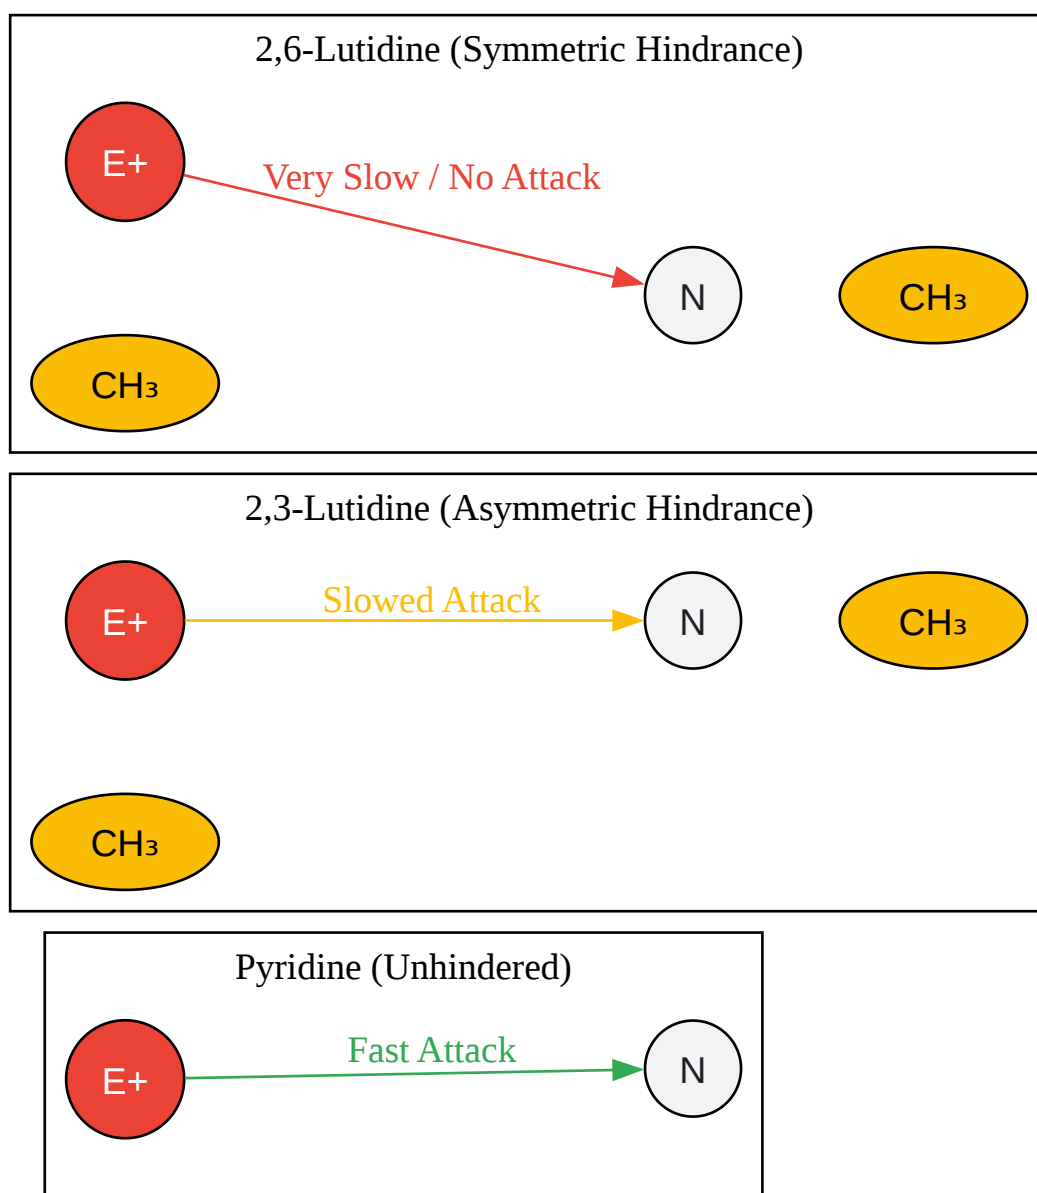 2,6-Lutidine (Symmetric Hindrance)
E+
Very Slow / No Attack
N
CH₃
CH₃
2,3-Lutidine (Asymmetric Hindrance)
E+
Slowed Attack
N
CH₃
CH₃
Pyridine (Unhindered)
E+
Fast Attack
N